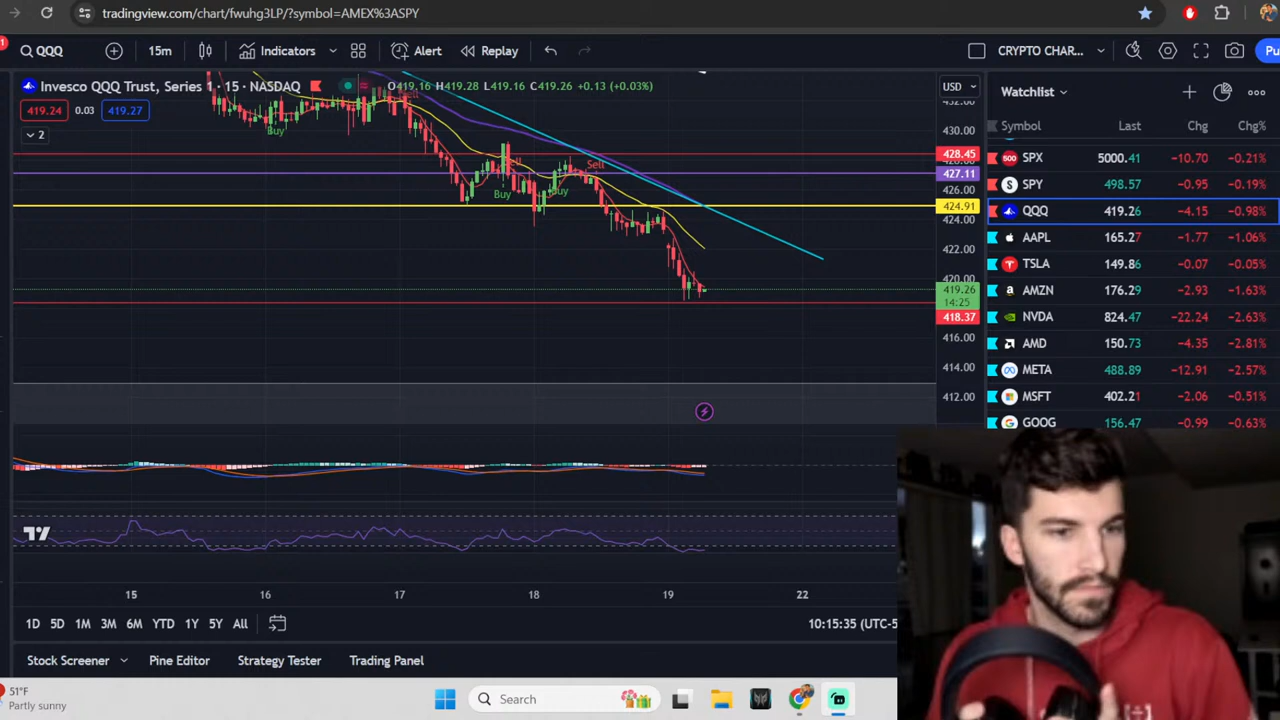 tradingview.com/chart/fwuhg3LP/?symbol=AMEX%3ASPY
QQQ 15m Indicators Alert Replay CRYPTO CHAR... Pu
Invesco QQQ Trust, Series 1 · 15 · NASDAQ O419.16 H419.28 L419.16 C419.26 +0.13 (+0.03%) USD
419.24 0.03 419.27
2
Buy
Sell
Buy
Sell
Buy
432.00
430.00
428.45
427.11
426.00
424.91
424.00
422.00
420.00
419.26
14:25
418.37
416.00
414.00
412.00
Watchlist
Symbol Last Chg Chg%
500 SPX 5000.41 −10.70 −0.21%
S SPY 498.57 −0.95 −0.19%
QQQ 419.26 −4.15 −0.98%
AAPL 165.27 −1.77 −1.06%
TSLA 149.86 −0.07 −0.05%
AMZN 176.29 −2.93 −1.63%
NVDA 824.47 −22.24 −2.63%
AMD 150.73 −4.35 −2.81%
META 488.89 −12.91 −2.57%
MSFT 402.21 −2.06 −0.51%
GOOG 156.47 −0.99 −0.63%
15 16 17 18 19 22
1D 5D 1M 3M 6M YTD 1Y 5Y All 10:15:35 (UTC-5
Stock Screener Pine Editor Strategy Tester Trading Panel
51°F
Partly sunny
Search